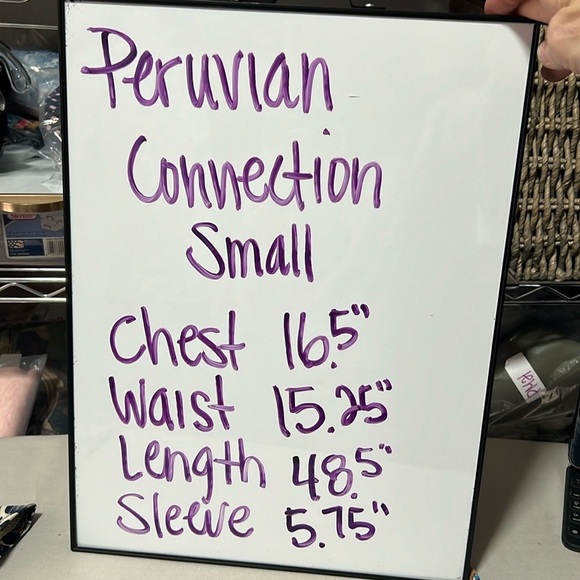 Peruvian
Connection
Small
Chest 16.5"
Waist 15.25"
Length 48.5"
Sleeve 5.75"